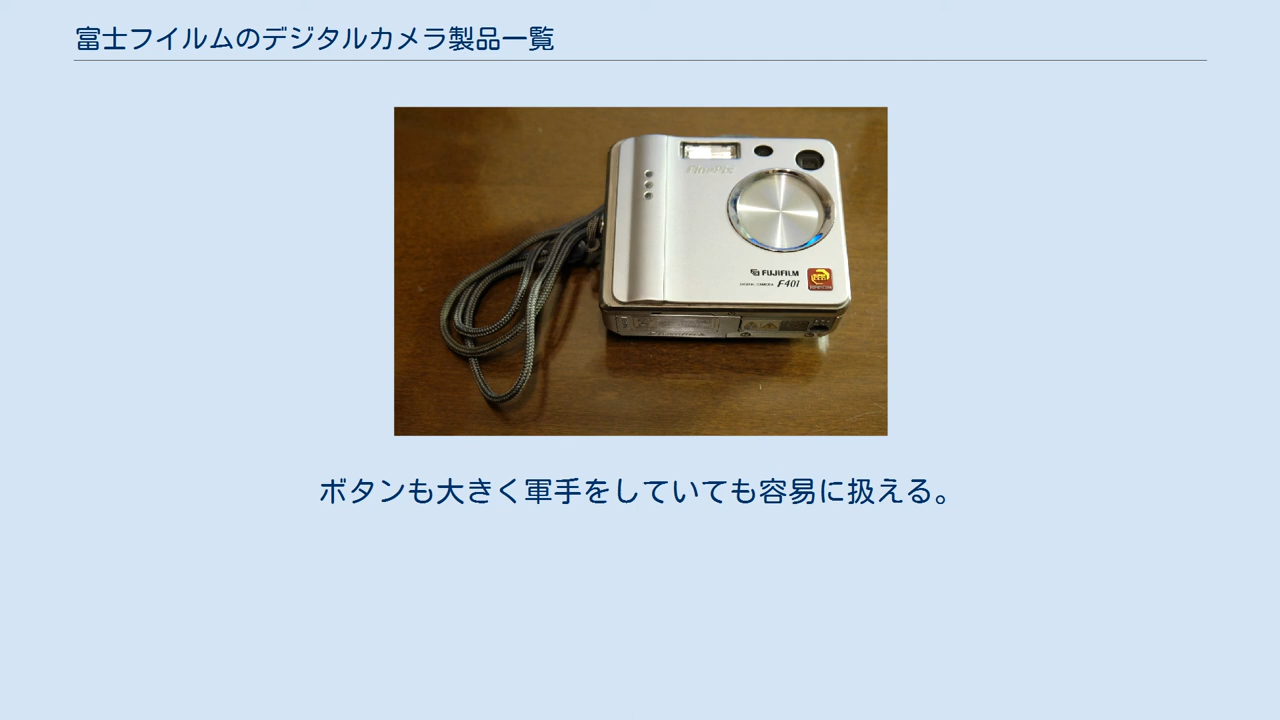 富士フイルムのデジタルカメラ製品一覧
FinePix
FUJIFILM
DIGITAL CAMERA F401
ボタンも大きく軍手をしていても容易に扱える。